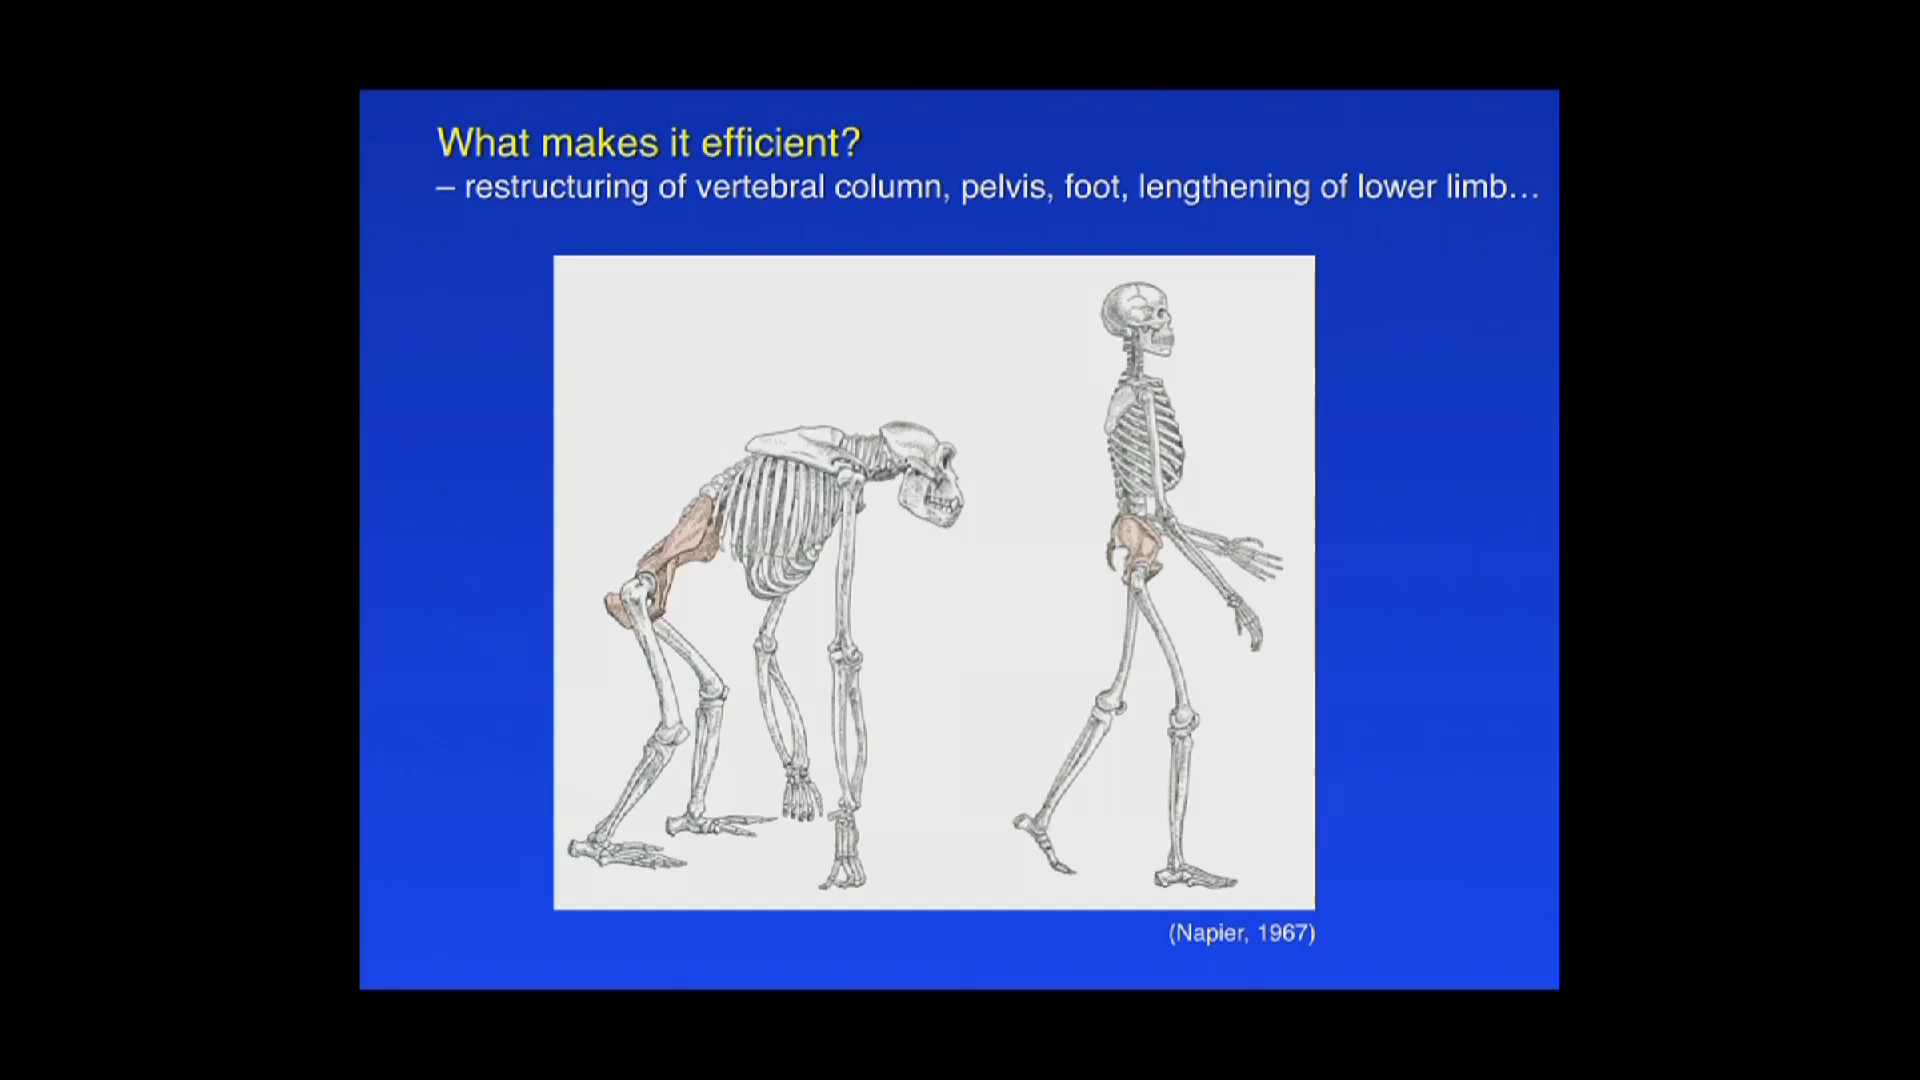 What makes it efficient?
– restructuring of vertebral column, pelvis, foot, lengthening of lower limb…
(Napier, 1967)